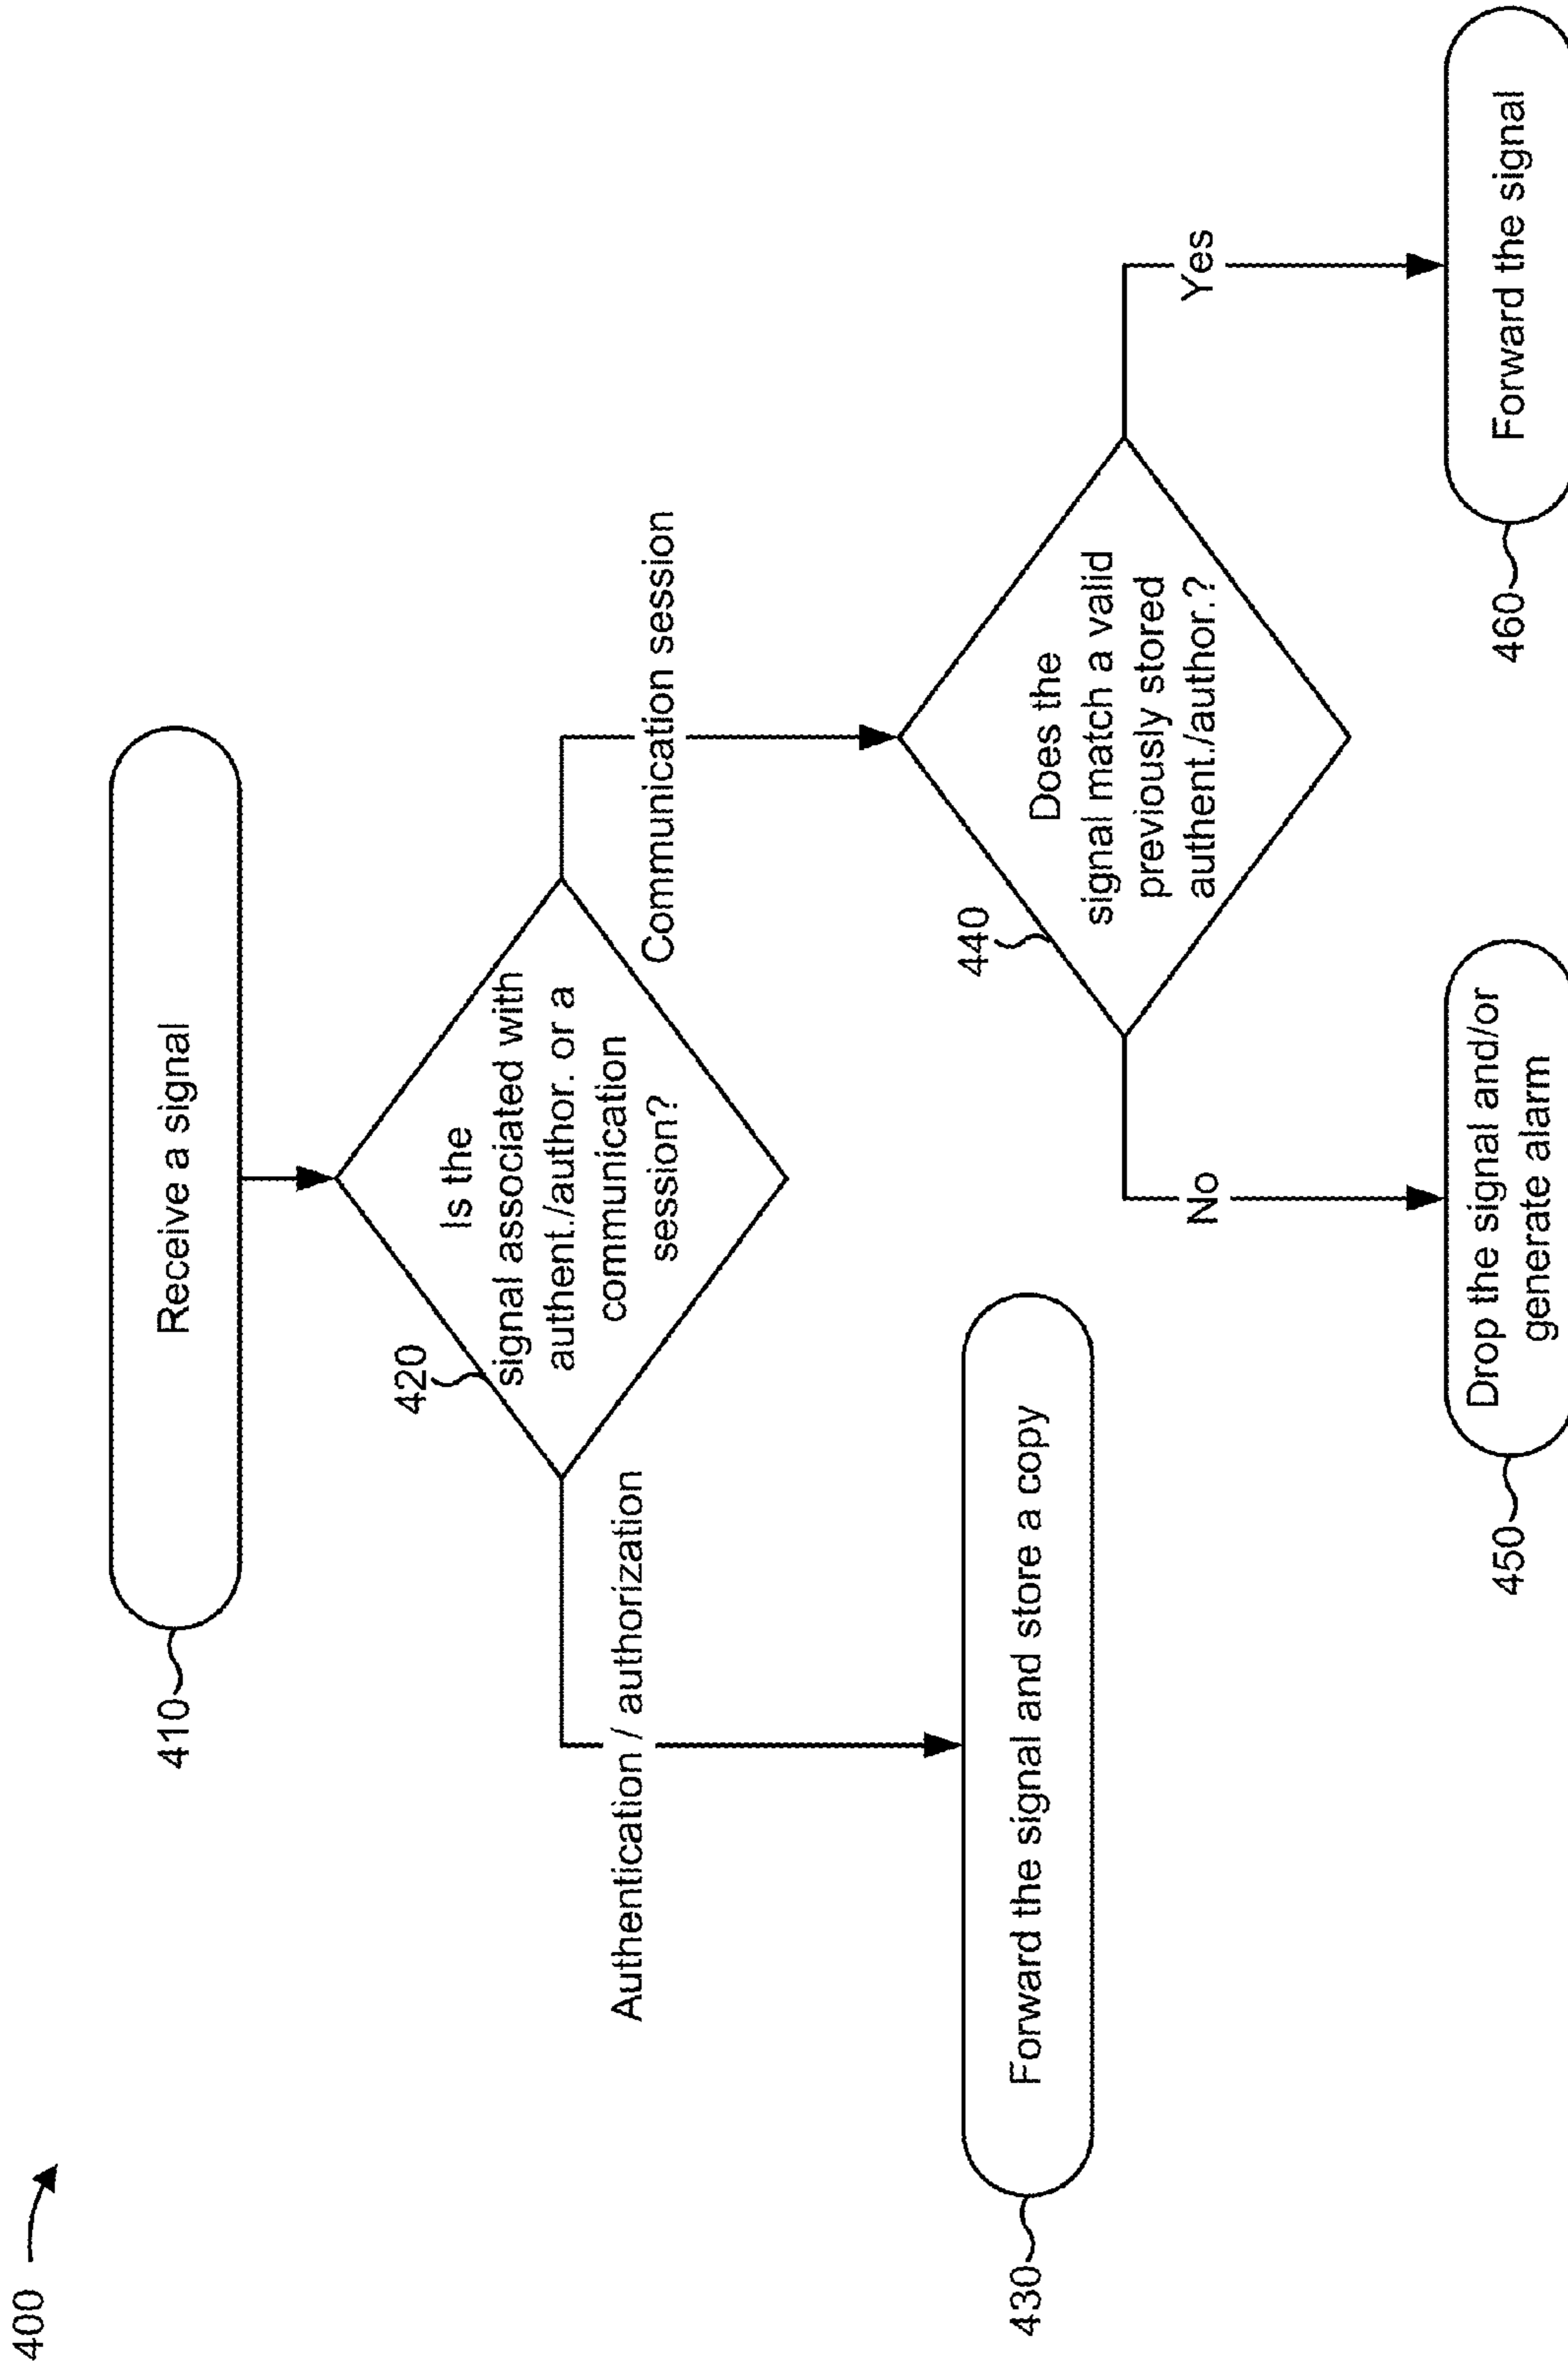 400
410
Receive a signal
420
Is the
signal associated with
authent./author. or a
communication
session?
Authentication / authorization
Communication session
430
Forward the signal and store a copy
440
Does the
signal match a valid
previously stored
authent./author.?
No
Yes
450
Drop the signal and/or
generate alarm
460
Forward the signal